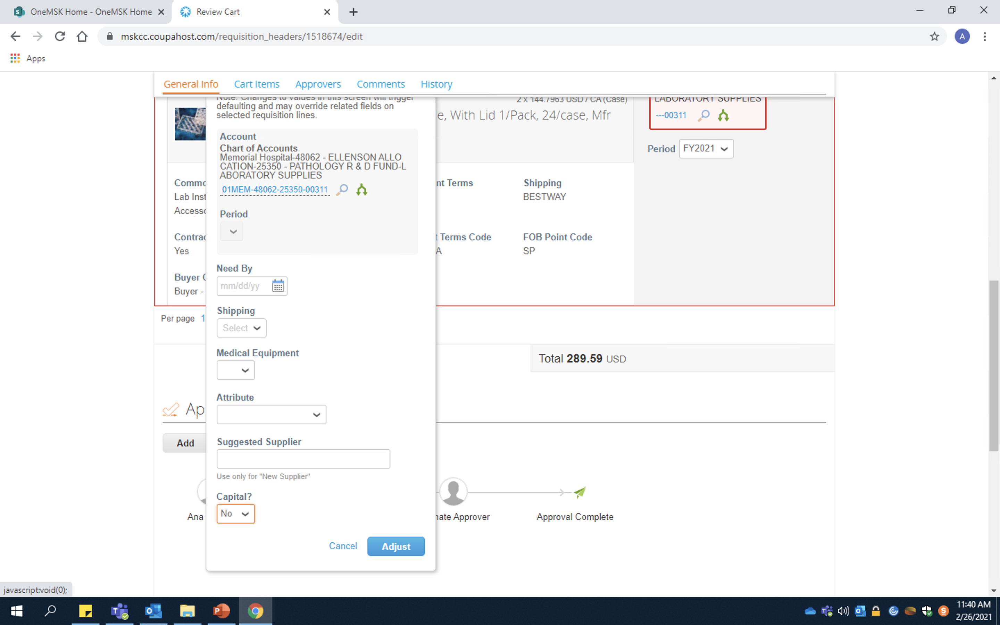 OneMSK Home - OneMSK Home
Review Cart
mskcc.coupahost.com/requisition_headers/1518674/edit
A
Apps
General Info
Cart Items
Approvers
Comments
History
Note: Changes to values in this screen will trigger
defaulting and may override related fields on
selected requisition lines.
2 x 144.7963 USD / CA (Case)
e, With Lid 1/Pack, 24/case, Mfr
LABORATORY SUPPLIES
---00311
Period FY2021
Account
Chart of Accounts
Memorial Hospital-48062 - ELLENSON ALLO
CATION-25350 - PATHOLOGY R & D FUND-L
ABORATORY SUPPLIES
01MEM-48062-25350-00311
Period
Commo
Lab Inst
Accesso
Contrac
Yes
Buyer
Buyer -
nt Terms
Shipping
BESTWAY
t Terms Code
A
FOB Point Code
SP
Need By
mm/dd/yy
Shipping
Select
Medical Equipment
Attribute
Suggested Supplier
Use only for "New Supplier"
Capital?
No
Cancel
Adjust
Per page 1
Total 289.59 USD
Ap
Add
Ana
nate Approver
Approval Complete
javascript:void(0);
11:40 AM
2/26/2021